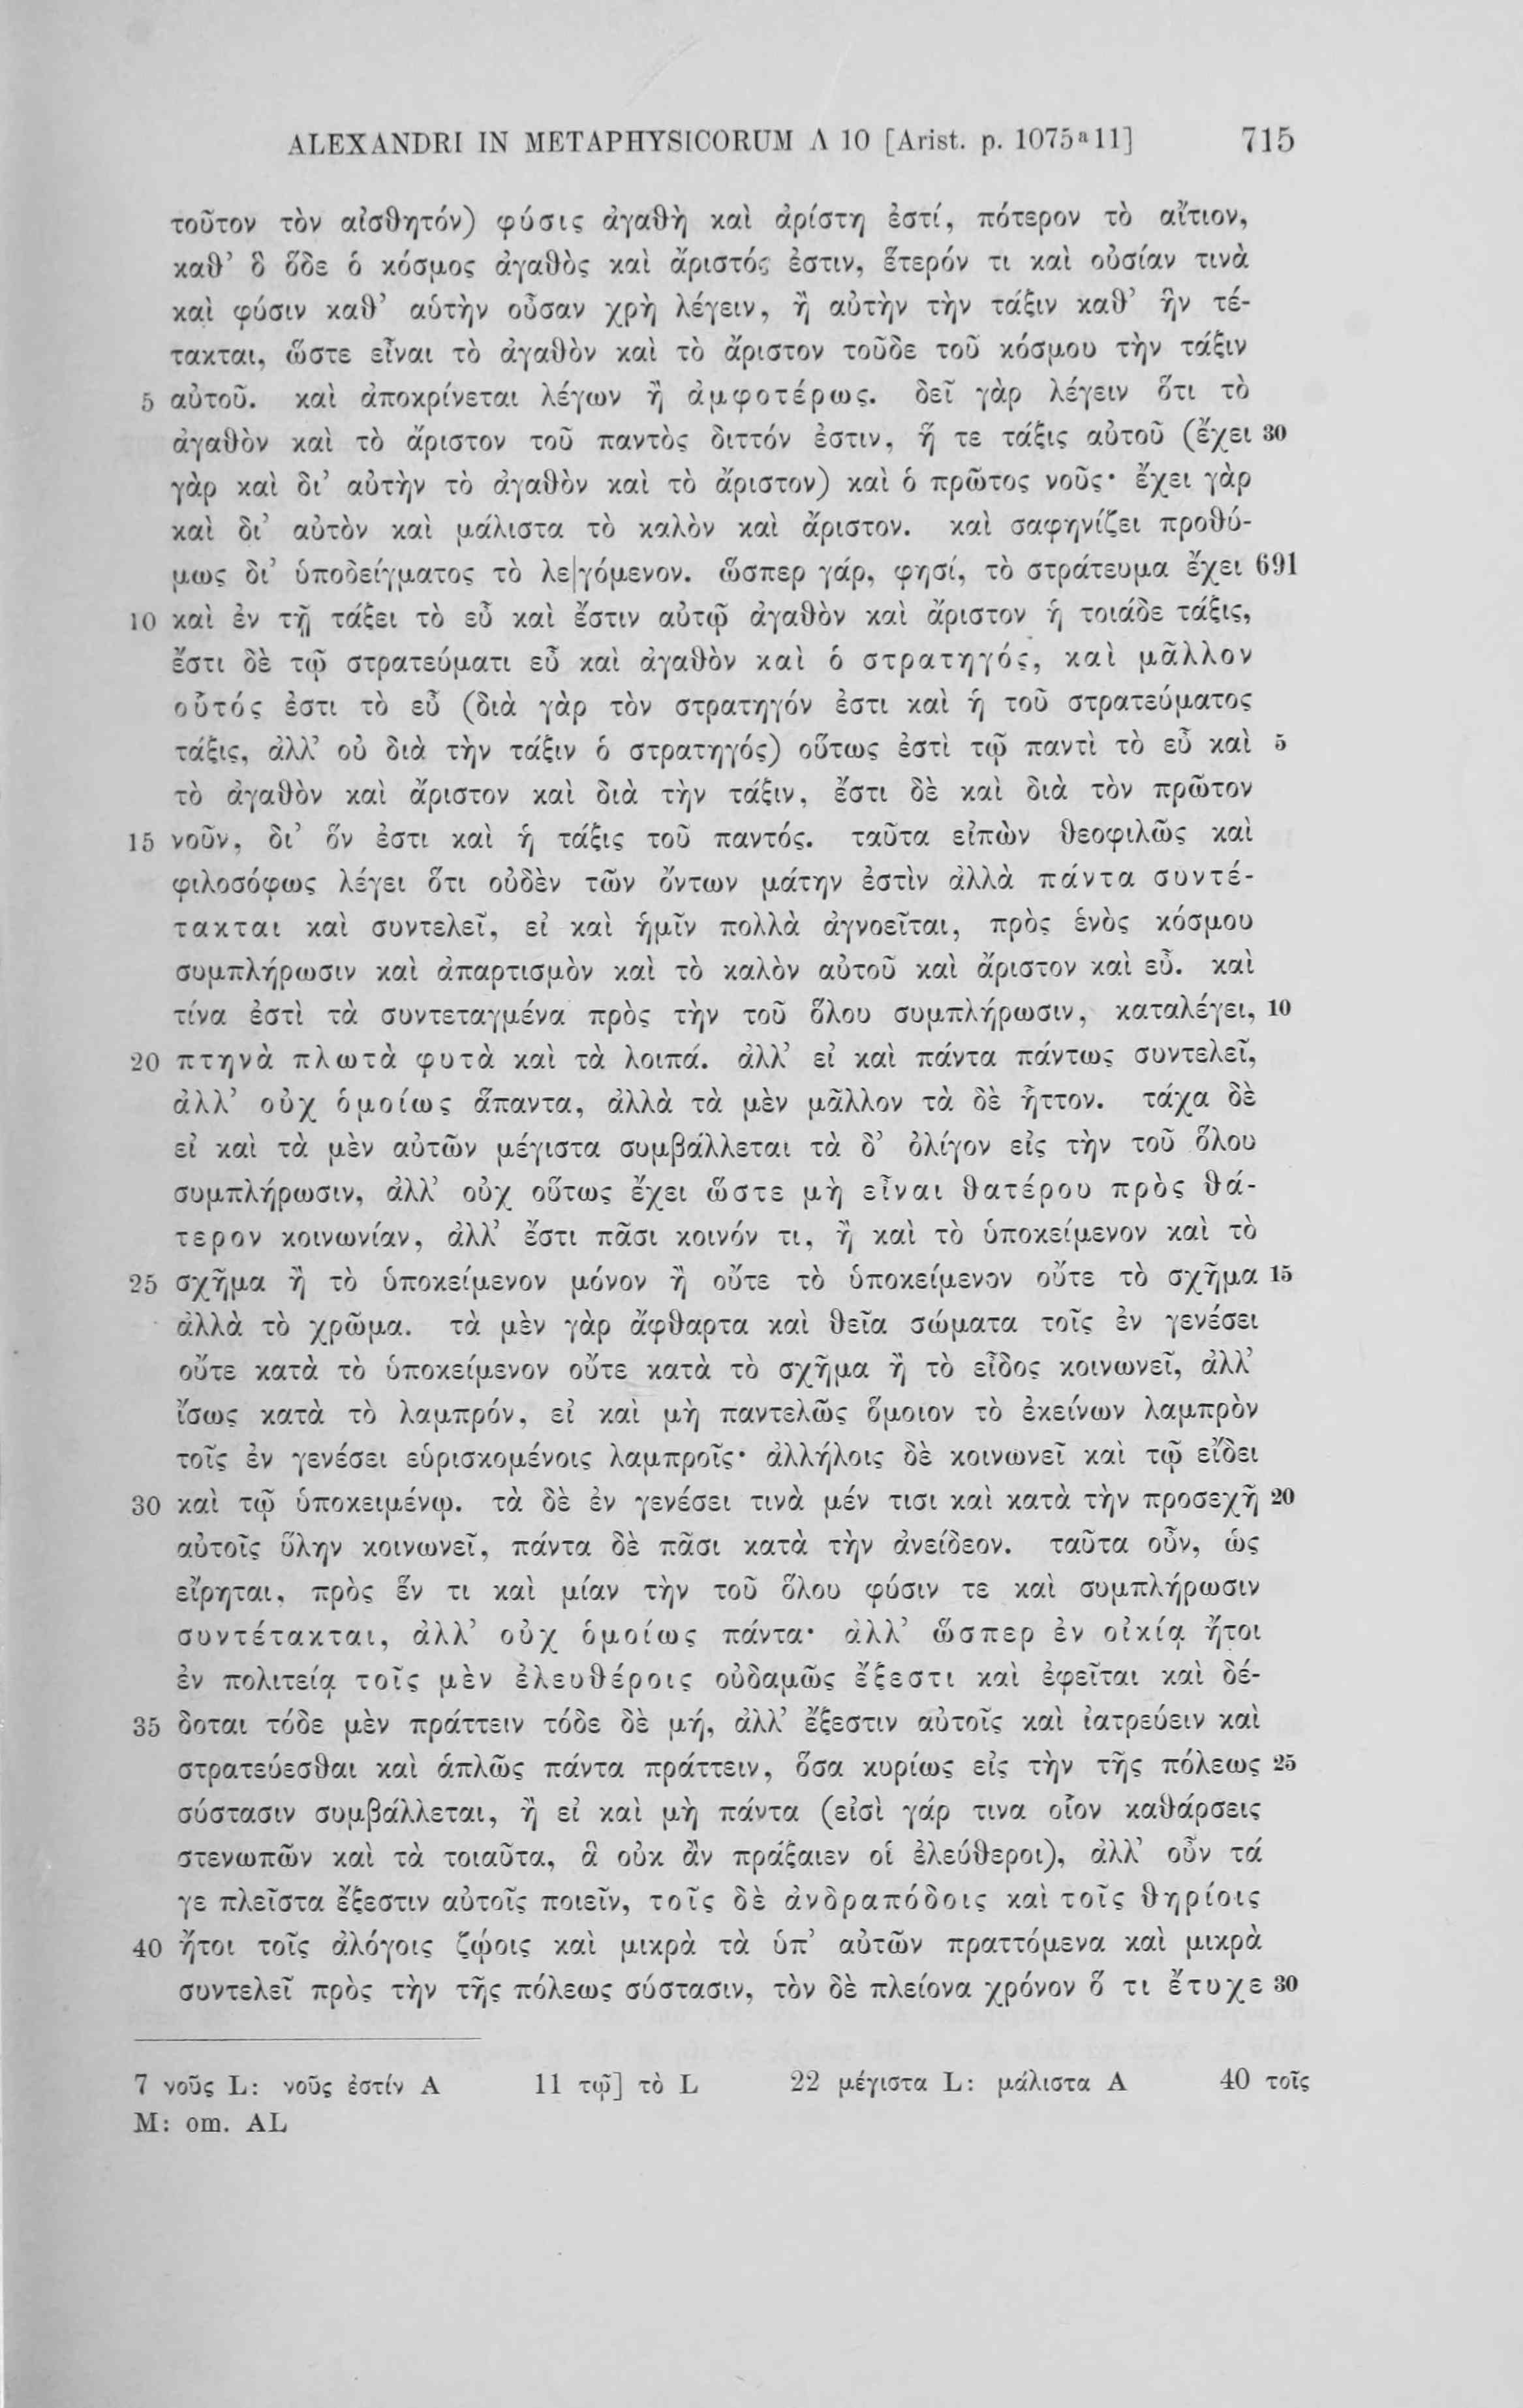 ALEXANDRI IN METAPHYSICORUM Λ 10 [Arist. p. 1075ᵃ11] 715
τοῦτον τὸν αἰσθητόν) φύσις ἀγαθὴ καὶ ἀρίστη ἐστί, πότερον τὸ αἴτιον,
καθ’ ὃ ὅδε ὁ κόσμος ἀγαθὸς καὶ ἄριστός ἐστιν, ἕτερόν τι καὶ οὐσίαν τινὰ
καὶ φύσιν καθ’ αὑτὴν οὖσαν χρὴ λέγειν, ἢ αὐτὴν τὴν τάξιν καθ’ ἣν τέ-
τακται, ὥστε εἶναι τὸ ἀγαθὸν καὶ τὸ ἄριστον τοῦδε τοῦ κόσμου τὴν τάξιν
5 αὐτοῦ. καὶ ἀποκρίνεται λέγων ἢ ἀμφοτέρως. δεῖ γὰρ λέγειν ὅτι τὸ
ἀγαθὸν καὶ τὸ ἄριστον τοῦ παντὸς διττόν ἐστιν, ἥ τε τάξις αὐτοῦ (ἔχει 30
γὰρ καὶ δι’ αὐτὴν τὸ ἀγαθὸν καὶ τὸ ἄριστον) καὶ ὁ πρῶτος νοῦς· ἔχει γὰρ
καὶ δι’ αὐτὸν καὶ μάλιστα τὸ καλὸν καὶ ἄριστον. καὶ σαφηνίζει προθύ-
μως δι’ ὑποδείγματος τὸ λε|γόμενον. ὥσπερ γάρ, φησί, τὸ στράτευμα ἔχει 691
10 καὶ ἐν τῇ τάξει τὸ εὖ καὶ ἔστιν αὐτῷ ἀγαθὸν καὶ ἄριστον ἡ τοιάδε τάξις,
ἔστι δὲ τῷ στρατεύματι εὖ καὶ ἀγαθὸν καὶ ὁ στρατηγός, καὶ μᾶλλον
οὗτός ἐστι τὸ εὖ (διὰ γὰρ τὸν στρατηγόν ἐστι καὶ ἡ τοῦ στρατεύματος
τάξις, ἀλλ’ οὐ διὰ τὴν τάξιν ὁ στρατηγός) οὕτως ἐστὶ τῷ παντὶ τὸ εὖ καὶ 5
τὸ ἀγαθὸν καὶ ἄριστον καὶ διὰ τὴν τάξιν, ἔστι δὲ καὶ διὰ τὸν πρῶτον
15 νοῦν, δι’ ὅν ἐστι καὶ ἡ τάξις τοῦ παντός. ταῦτα εἰπὼν θεοφιλῶς καὶ
φιλοσόφως λέγει ὅτι οὐδὲν τῶν ὄντων μάτην ἐστὶν ἀλλὰ πάντα συντέ-
τακται καὶ συντελεῖ, εἰ καὶ ἡμῖν πολλὰ ἀγνοεῖται, πρὸς ἑνὸς κόσμου
συμπλήρωσιν καὶ ἀπαρτισμὸν καὶ τὸ καλὸν αὐτοῦ καὶ ἄριστον καὶ εὖ. καὶ
τίνα ἐστὶ τὰ συντεταγμένα πρὸς τὴν τοῦ ὅλου συμπλήρωσιν, καταλέγει, 10
20 πτηνὰ πλωτὰ φυτὰ καὶ τὰ λοιπά. ἀλλ’ εἰ καὶ πάντα πάντως συντελεῖ,
ἀλλ’ οὐχ ὁμοίως ἅπαντα, ἀλλὰ τὰ μὲν μᾶλλον τὰ δὲ ἧττον. τάχα δὲ
εἰ καὶ τὰ μὲν αὐτῶν μέγιστα συμβάλλεται τὰ δ’ ὀλίγον εἰς τὴν τοῦ ὅλου
συμπλήρωσιν, ἀλλ’ οὐχ οὕτως ἔχει ὥστε μὴ εἶναι θατέρου πρὸς θά-
τερον κοινωνίαν, ἀλλ’ ἔστι πᾶσι κοινόν τι, ἢ καὶ τὸ ὑποκείμενον καὶ τὸ
25 σχῆμα ἢ τὸ ὑποκείμενον μόνον ἢ οὔτε τὸ ὑποκείμενον οὔτε τὸ σχῆμα 15
ἀλλὰ τὸ χρῶμα. τὰ μὲν γὰρ ἄφθαρτα καὶ θεῖα σώματα τοῖς ἐν γενέσει
οὔτε κατὰ τὸ ὑποκείμενον οὔτε κατὰ τὸ σχῆμα ἢ τὸ εἶδος κοινωνεῖ, ἀλλ’
ἴσως κατὰ τὸ λαμπρόν, εἰ καὶ μὴ παντελῶς ὅμοιον τὸ ἐκείνων λαμπρὸν
τοῖς ἐν γενέσει εὑρισκομένοις λαμπροῖς· ἀλλήλοις δὲ κοινωνεῖ καὶ τῷ εἴδει
30 καὶ τῷ ὑποκειμένῳ. τὰ δὲ ἐν γενέσει τινὰ μέν τισι καὶ κατὰ τὴν προσεχῆ 20
αὐτοῖς ὕλην κοινωνεῖ, πάντα δὲ πᾶσι κατὰ τὴν ἀνείδεον. ταῦτα οὖν, ὡς
εἴρηται, πρὸς ἕν τι καὶ μίαν τὴν τοῦ ὅλου φύσιν τε καὶ συμπλήρωσιν
συντέτακται, ἀλλ’ οὐχ ὁμοίως πάντα· ἀλλ’ ὥσπερ ἐν οἰκίᾳ ἤτοι
ἐν πολιτείᾳ τοῖς μὲν ἐλευθέροις οὐδαμῶς ἔξεστι καὶ ἐφεῖται καὶ δέ-
35 δοται τόδε μὲν πράττειν τόδε δὲ μή, ἀλλ’ ἔξεστιν αὐτοῖς καὶ ἰατρεύειν καὶ
στρατεύεσθαι καὶ ἁπλῶς πάντα πράττειν, ὅσα κυρίως εἰς τὴν τῆς πόλεως 25
σύστασιν συμβάλλεται, ἢ εἰ καὶ μὴ πάντα (εἰσὶ γάρ τινα οἷον καθάρσεις
στενωπῶν καὶ τὰ τοιαῦτα, ἃ οὐκ ἂν πράξαιεν οἱ ἐλεύθεροι), ἀλλ’ οὖν τά
γε πλεῖστα ἔξεστιν αὐτοῖς ποιεῖν, τοῖς δὲ ἀνδραπόδοις καὶ τοῖς θηρίοις
40 ἤτοι τοῖς ἀλόγοις ζῴοις καὶ μικρὰ τὰ ὑπ’ αὐτῶν πραττόμενα καὶ μικρὰ
συντελεῖ πρὸς τὴν τῆς πόλεως σύστασιν, τὸν δὲ πλείονα χρόνον ὅ τι ἔτυχε 30
7 νοῦς L: νοῦς ἐστίν A 11 τῷ] τὸ L 22 μέγιστα L: μάλιστα A 40 τοῖς
M: om. AL